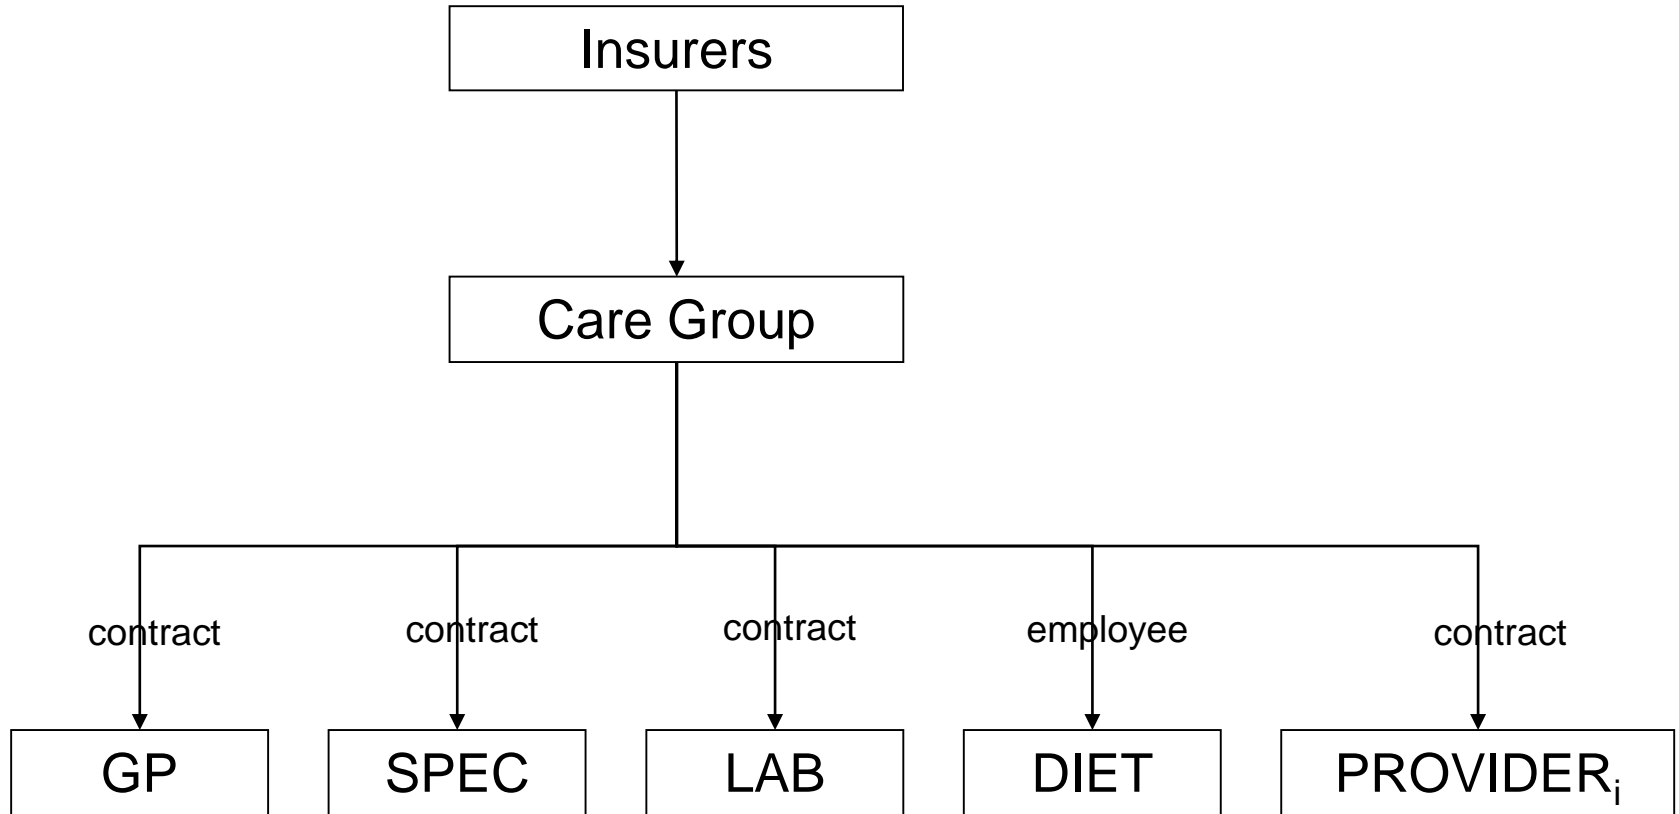 Insurers
Care Group
contract contract contract employee contract
GP SPEC LAB DIET PROVIDERi